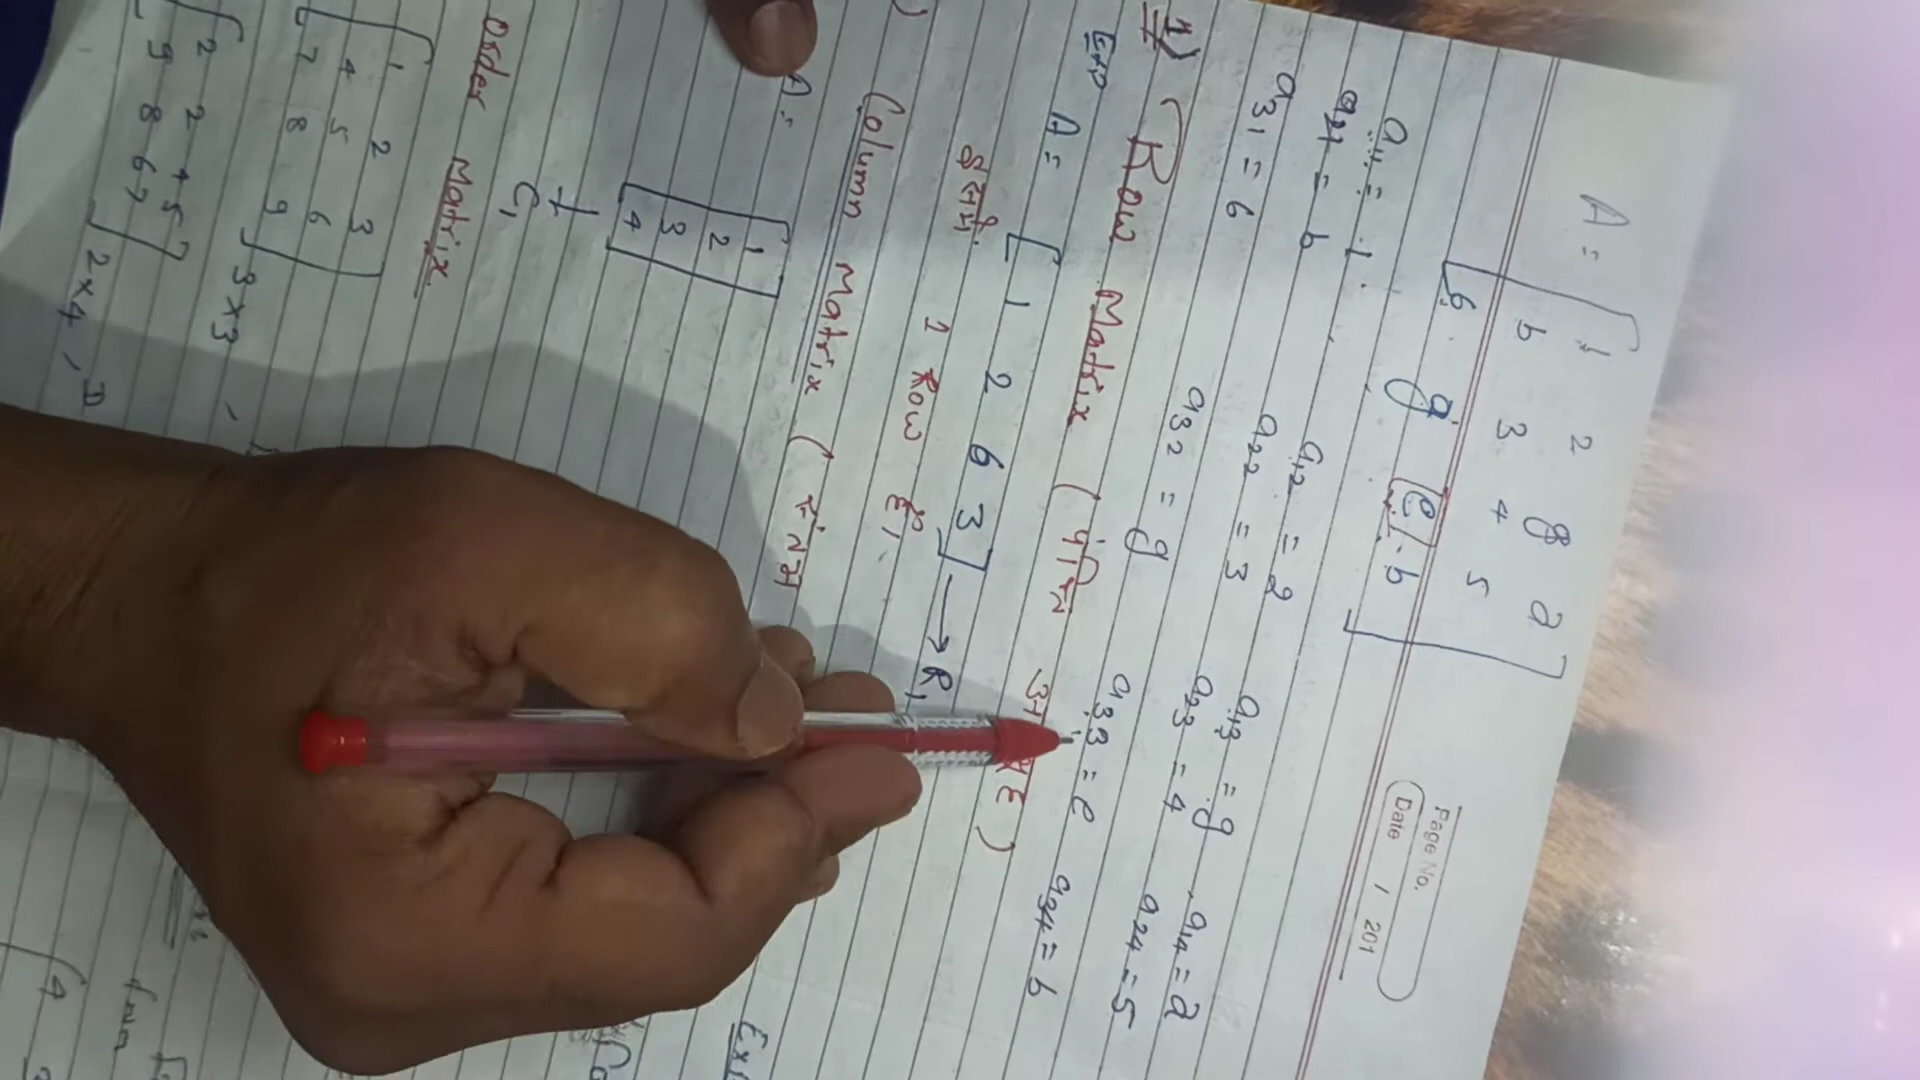 Page No.
Date / 201
A = [ 1 2 8 2
b 3 4 5
6 g e b ]
a11 = 1 a12 = 2 a13 = g a14 = 2
a21 = b a22 = 3 a23 = 4 a24 = 5
a31 = 6 a32 = g a33 = e a34 = b
1) Row Matrix (
Exp A = [ 1 2 6 3 ] → R1
इसमे 1 Row है।
Column Matrix (
A = [ 1
2
3
4 ]
↓
C1
Order Matrix
[ 1 2 3
4 5 6
7 8 9 ] 3×3
[ 2 2 4 5
9 8 6 7 ] 2×4,